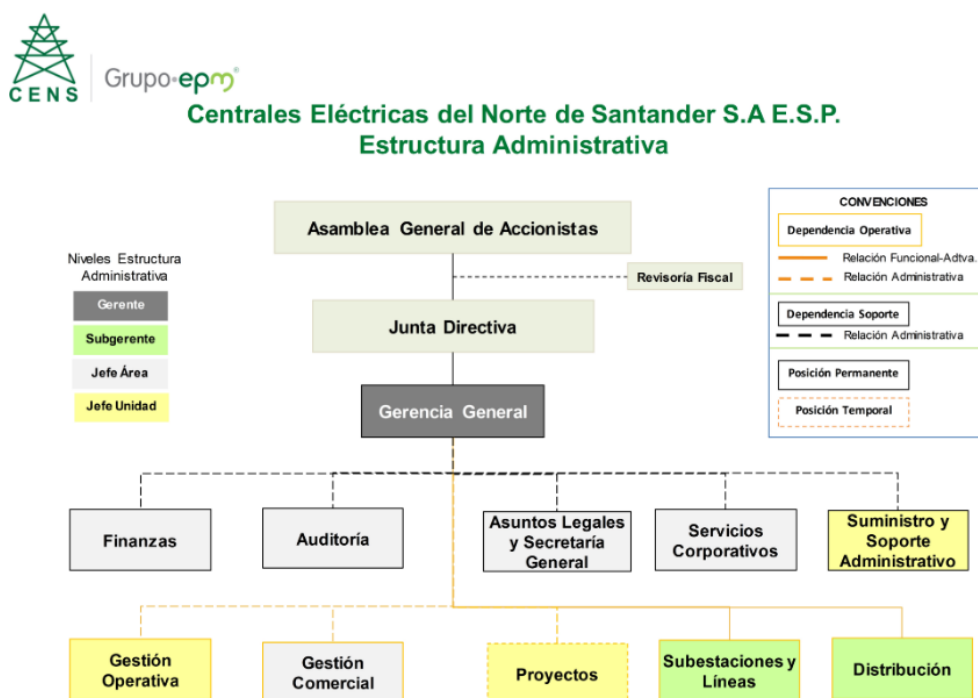 CENS
Grupo·epm®
Centrales Eléctricas del Norte de Santander S.A E.S.P.
Estructura Administrativa
CONVENCIONES
Dependencia Operativa
Relación Funcional-Adtva.
Relación Administrativa
Dependencia Soporte
Relación Administrativa
Posición Permanente
Posición Temporal
Niveles Estructura
Administrativa
Gerente
Subgerente
Jefe Área
Jefe Unidad
Asamblea General de Accionistas
Revisoría Fiscal
Junta Directiva
Gerencia General
Finanzas
Auditoría
Asuntos Legales
y Secretaría
General
Servicios
Corporativos
Suministro y
Soporte
Administrativo
Gestión
Operativa
Gestión
Comercial
Proyectos
Subestaciones y
Líneas
Distribución